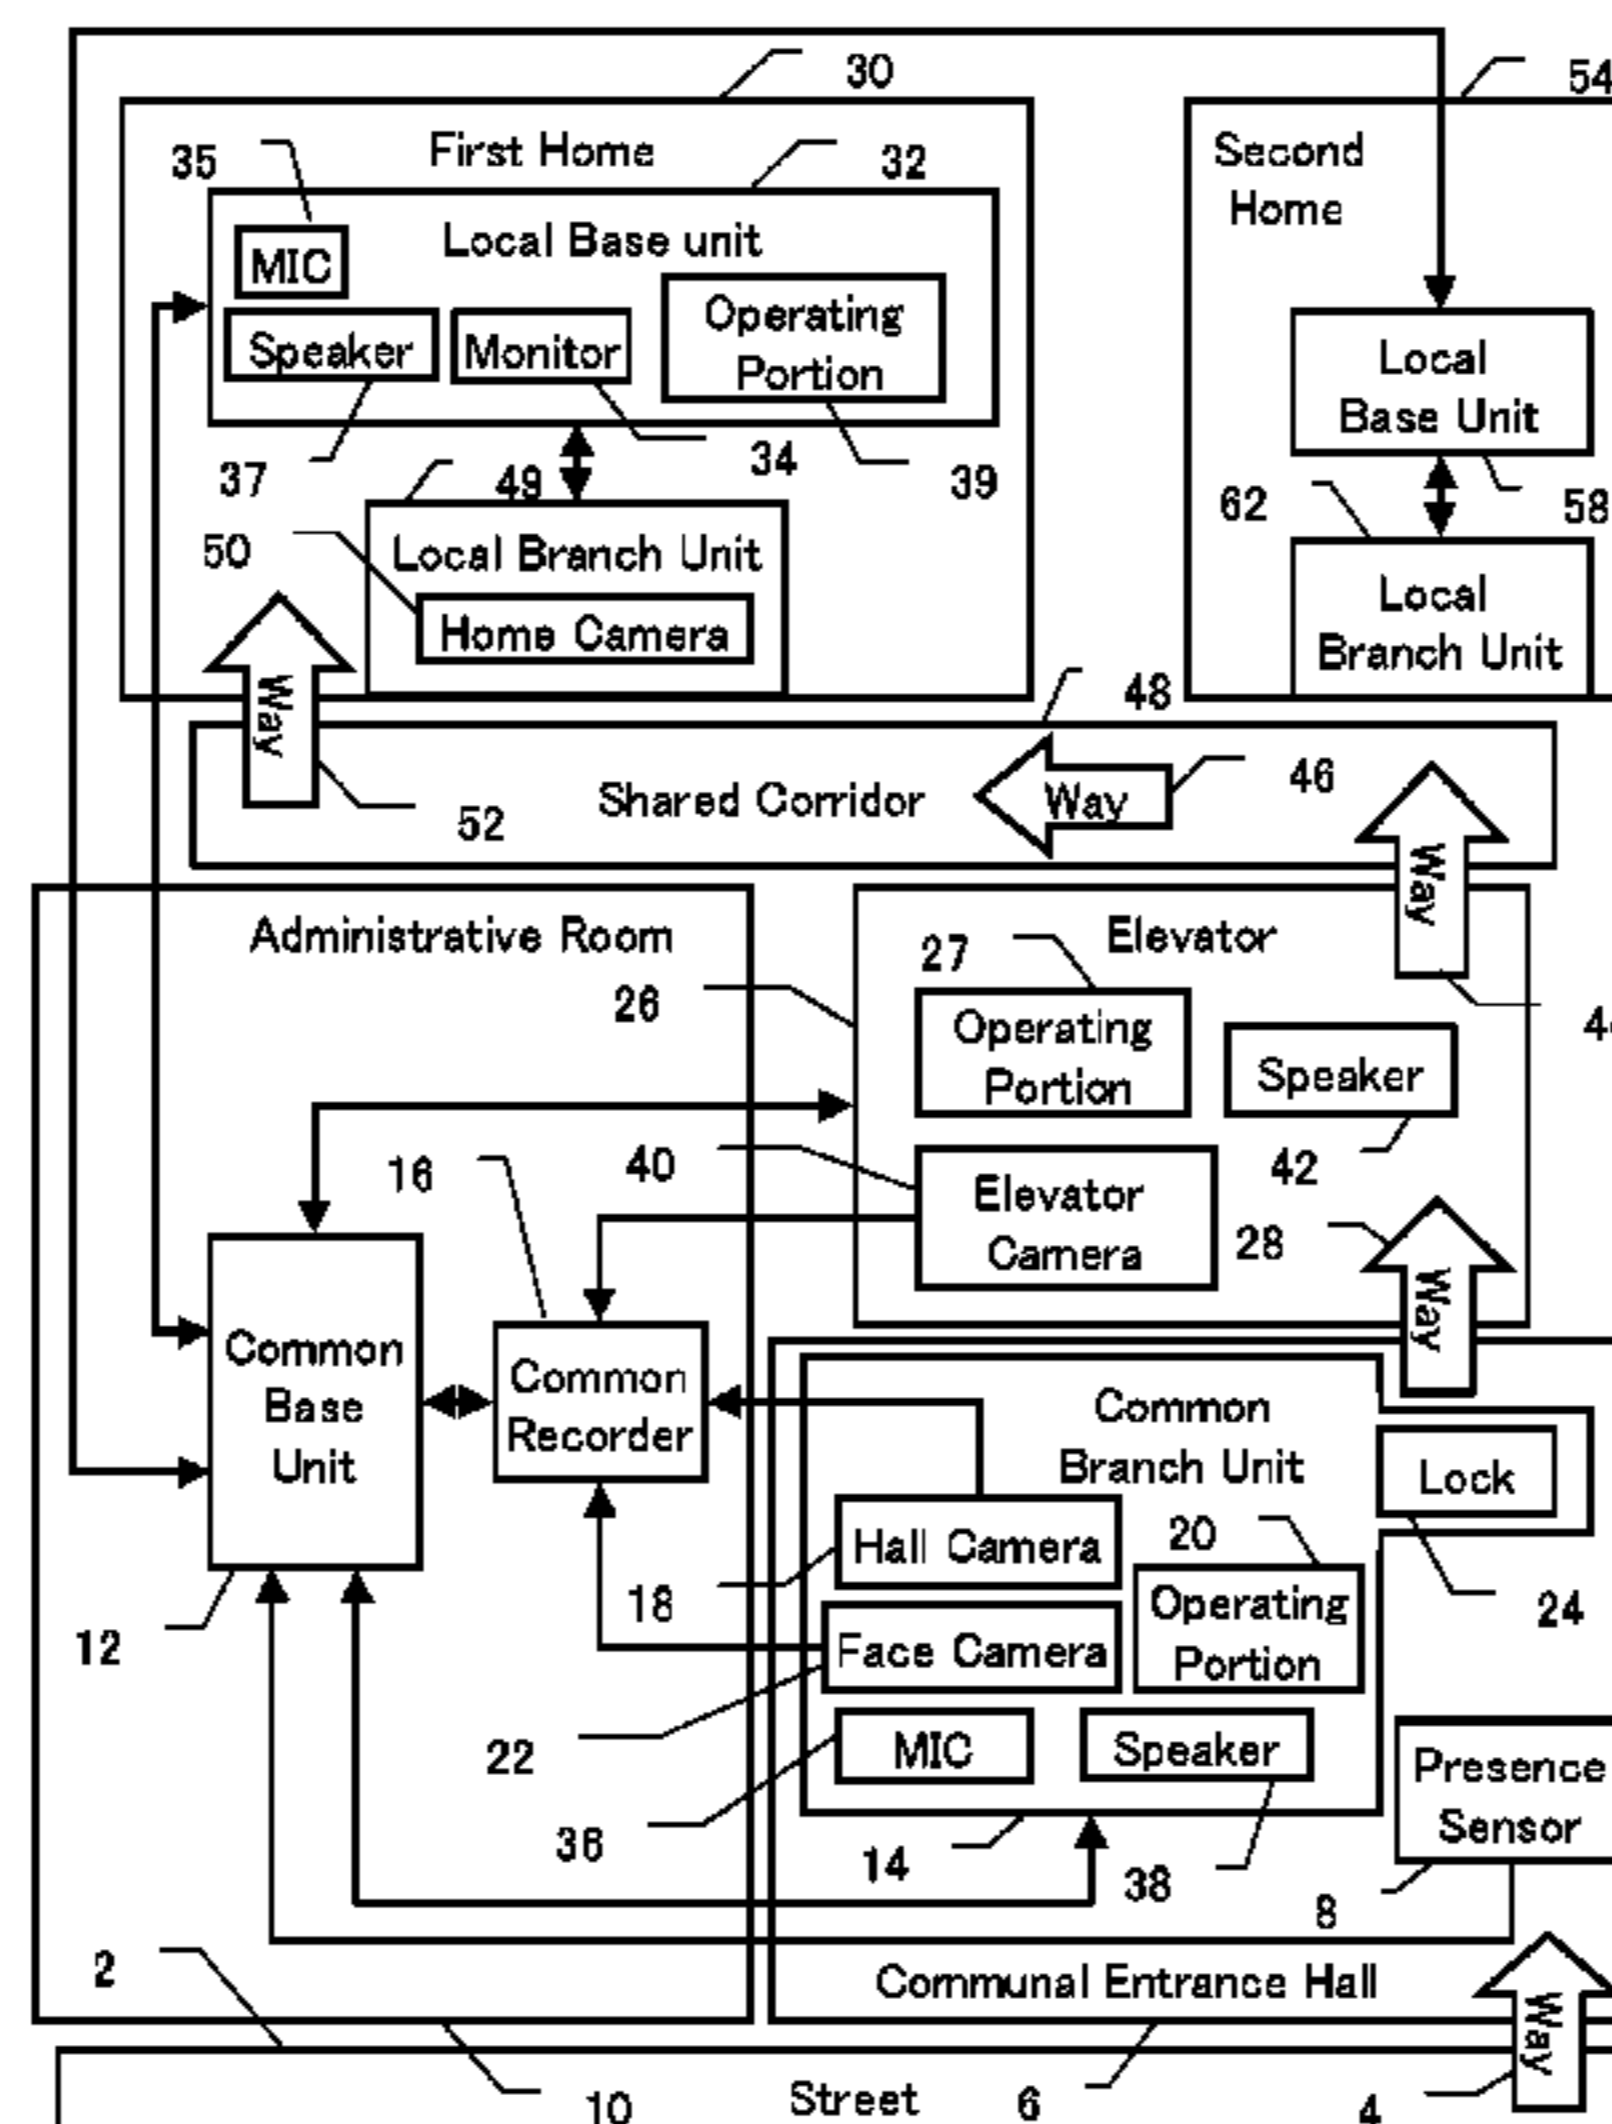 30
54
First Home
35
32
Second
Home
Local Base unit
MIC
Operating
Portion
Speaker
Monitor
Local
Base Unit
37
49
34
39
62
58
50
Local Branch Unit
Home Camera
Local
Branch Unit
Way
48
Shared Corridor
Way
46
52
Way
Administrative Room
Elevator
27
26
Operating
Portion
Speaker
16
40
42
Elevator
Camera
28
Way
Common
Base
Unit
Common
Recorder
Common
Branch Unit
Lock
Hall Camera
20
18
Operating
Portion
24
12
Face Camera
22
MIC
Speaker
Presence
Sensor
36
14
38
8
2
Communal Entrance Hall
Way
10
Street
6
4